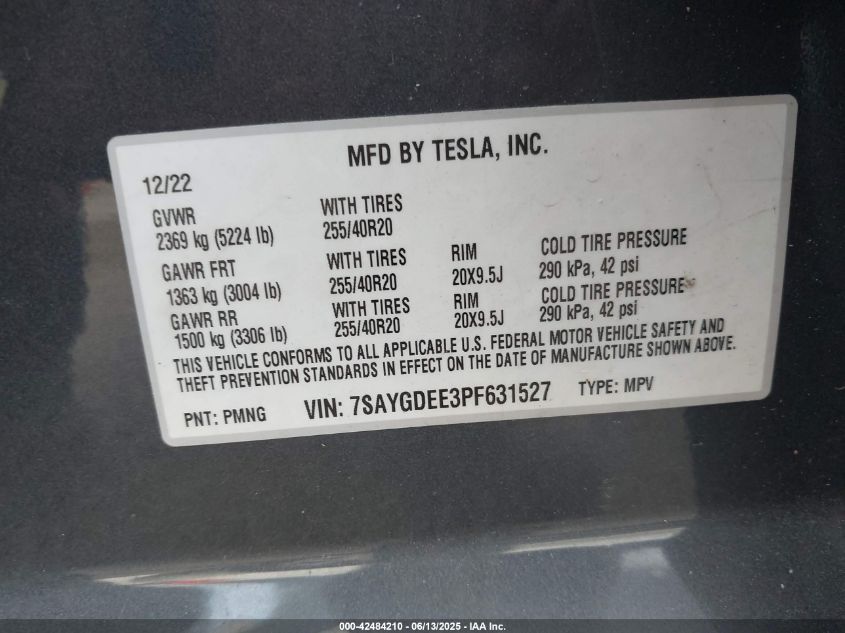 MFD BY TESLA, INC.
12/22
GVWR
2369 kg (5224 lb)
WITH TIRES
255/40R20
GAWR FRT
1363 kg (3004 lb)
WITH TIRES
255/40R20
RIM
20X9.5J
COLD TIRE PRESSURE
290 kPa, 42 psi
GAWR RR
1500 kg (3306 lb)
WITH TIRES
255/40R20
RIM
20X9.5J
COLD TIRE PRESSURE
290 kPa, 42 psi
THIS VEHICLE CONFORMS TO ALL APPLICABLE U.S. FEDERAL MOTOR VEHICLE SAFETY AND
THEFT PREVENTION STANDARDS IN EFFECT ON THE DATE OF MANUFACTURE SHOWN ABOVE.
PNT: PMNG VIN: 7SAYGDEE3PF631527 TYPE: MPV
000-42484210 - 06/13/2025 - IAA Inc.